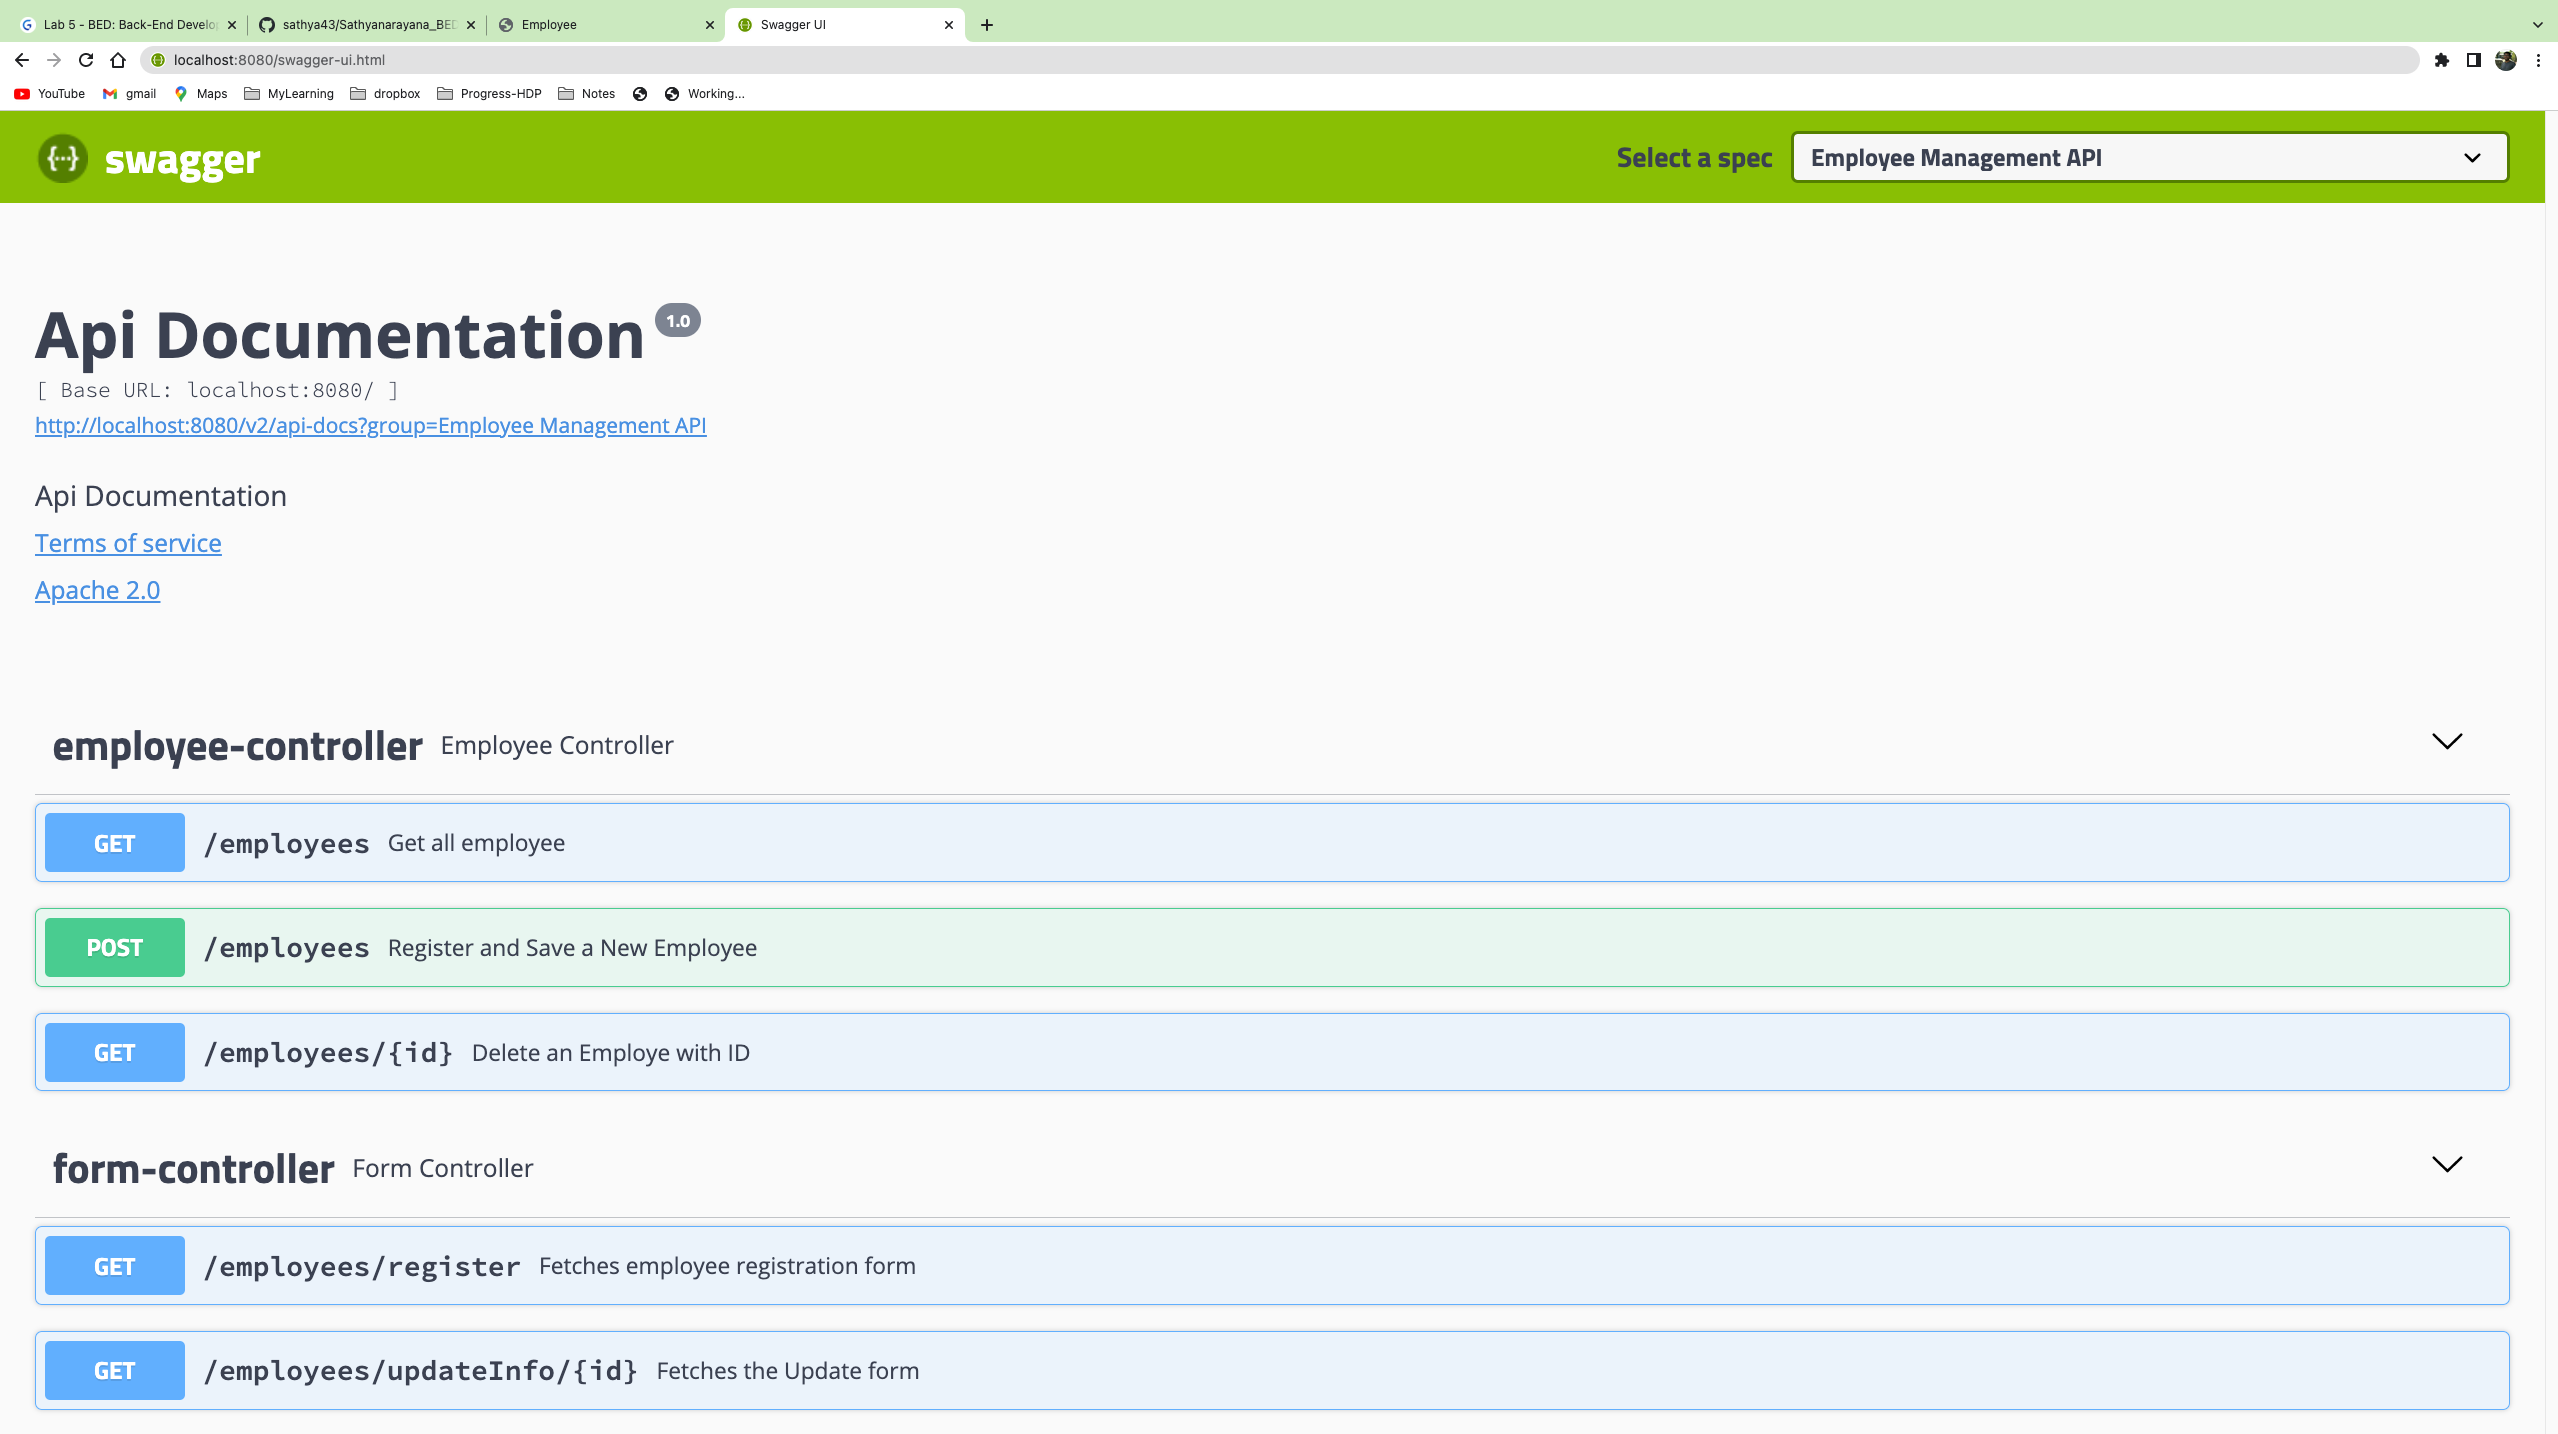 Lab 5 - BED: Back-End Develop
sathya43/Sathyanarayana_BED
Employee
Swagger UI
localhost:8080/swagger-ui.html
YouTube gmail Maps MyLearning dropbox Progress-HDP Notes Working...
{...} swagger
Select a spec Employee Management API
Api Documentation 1.0
[ Base URL: localhost:8080/ ]
http://localhost:8080/v2/api-docs?group=Employee Management API
Api Documentation
Terms of service
Apache 2.0
employee-controller Employee Controller
GET /employees Get all employee
POST /employees Register and Save a New Employee
GET /employees/{id} Delete an Employe with ID
form-controller Form Controller
GET /employees/register Fetches employee registration form
GET /employees/updateInfo/{id} Fetches the Update form